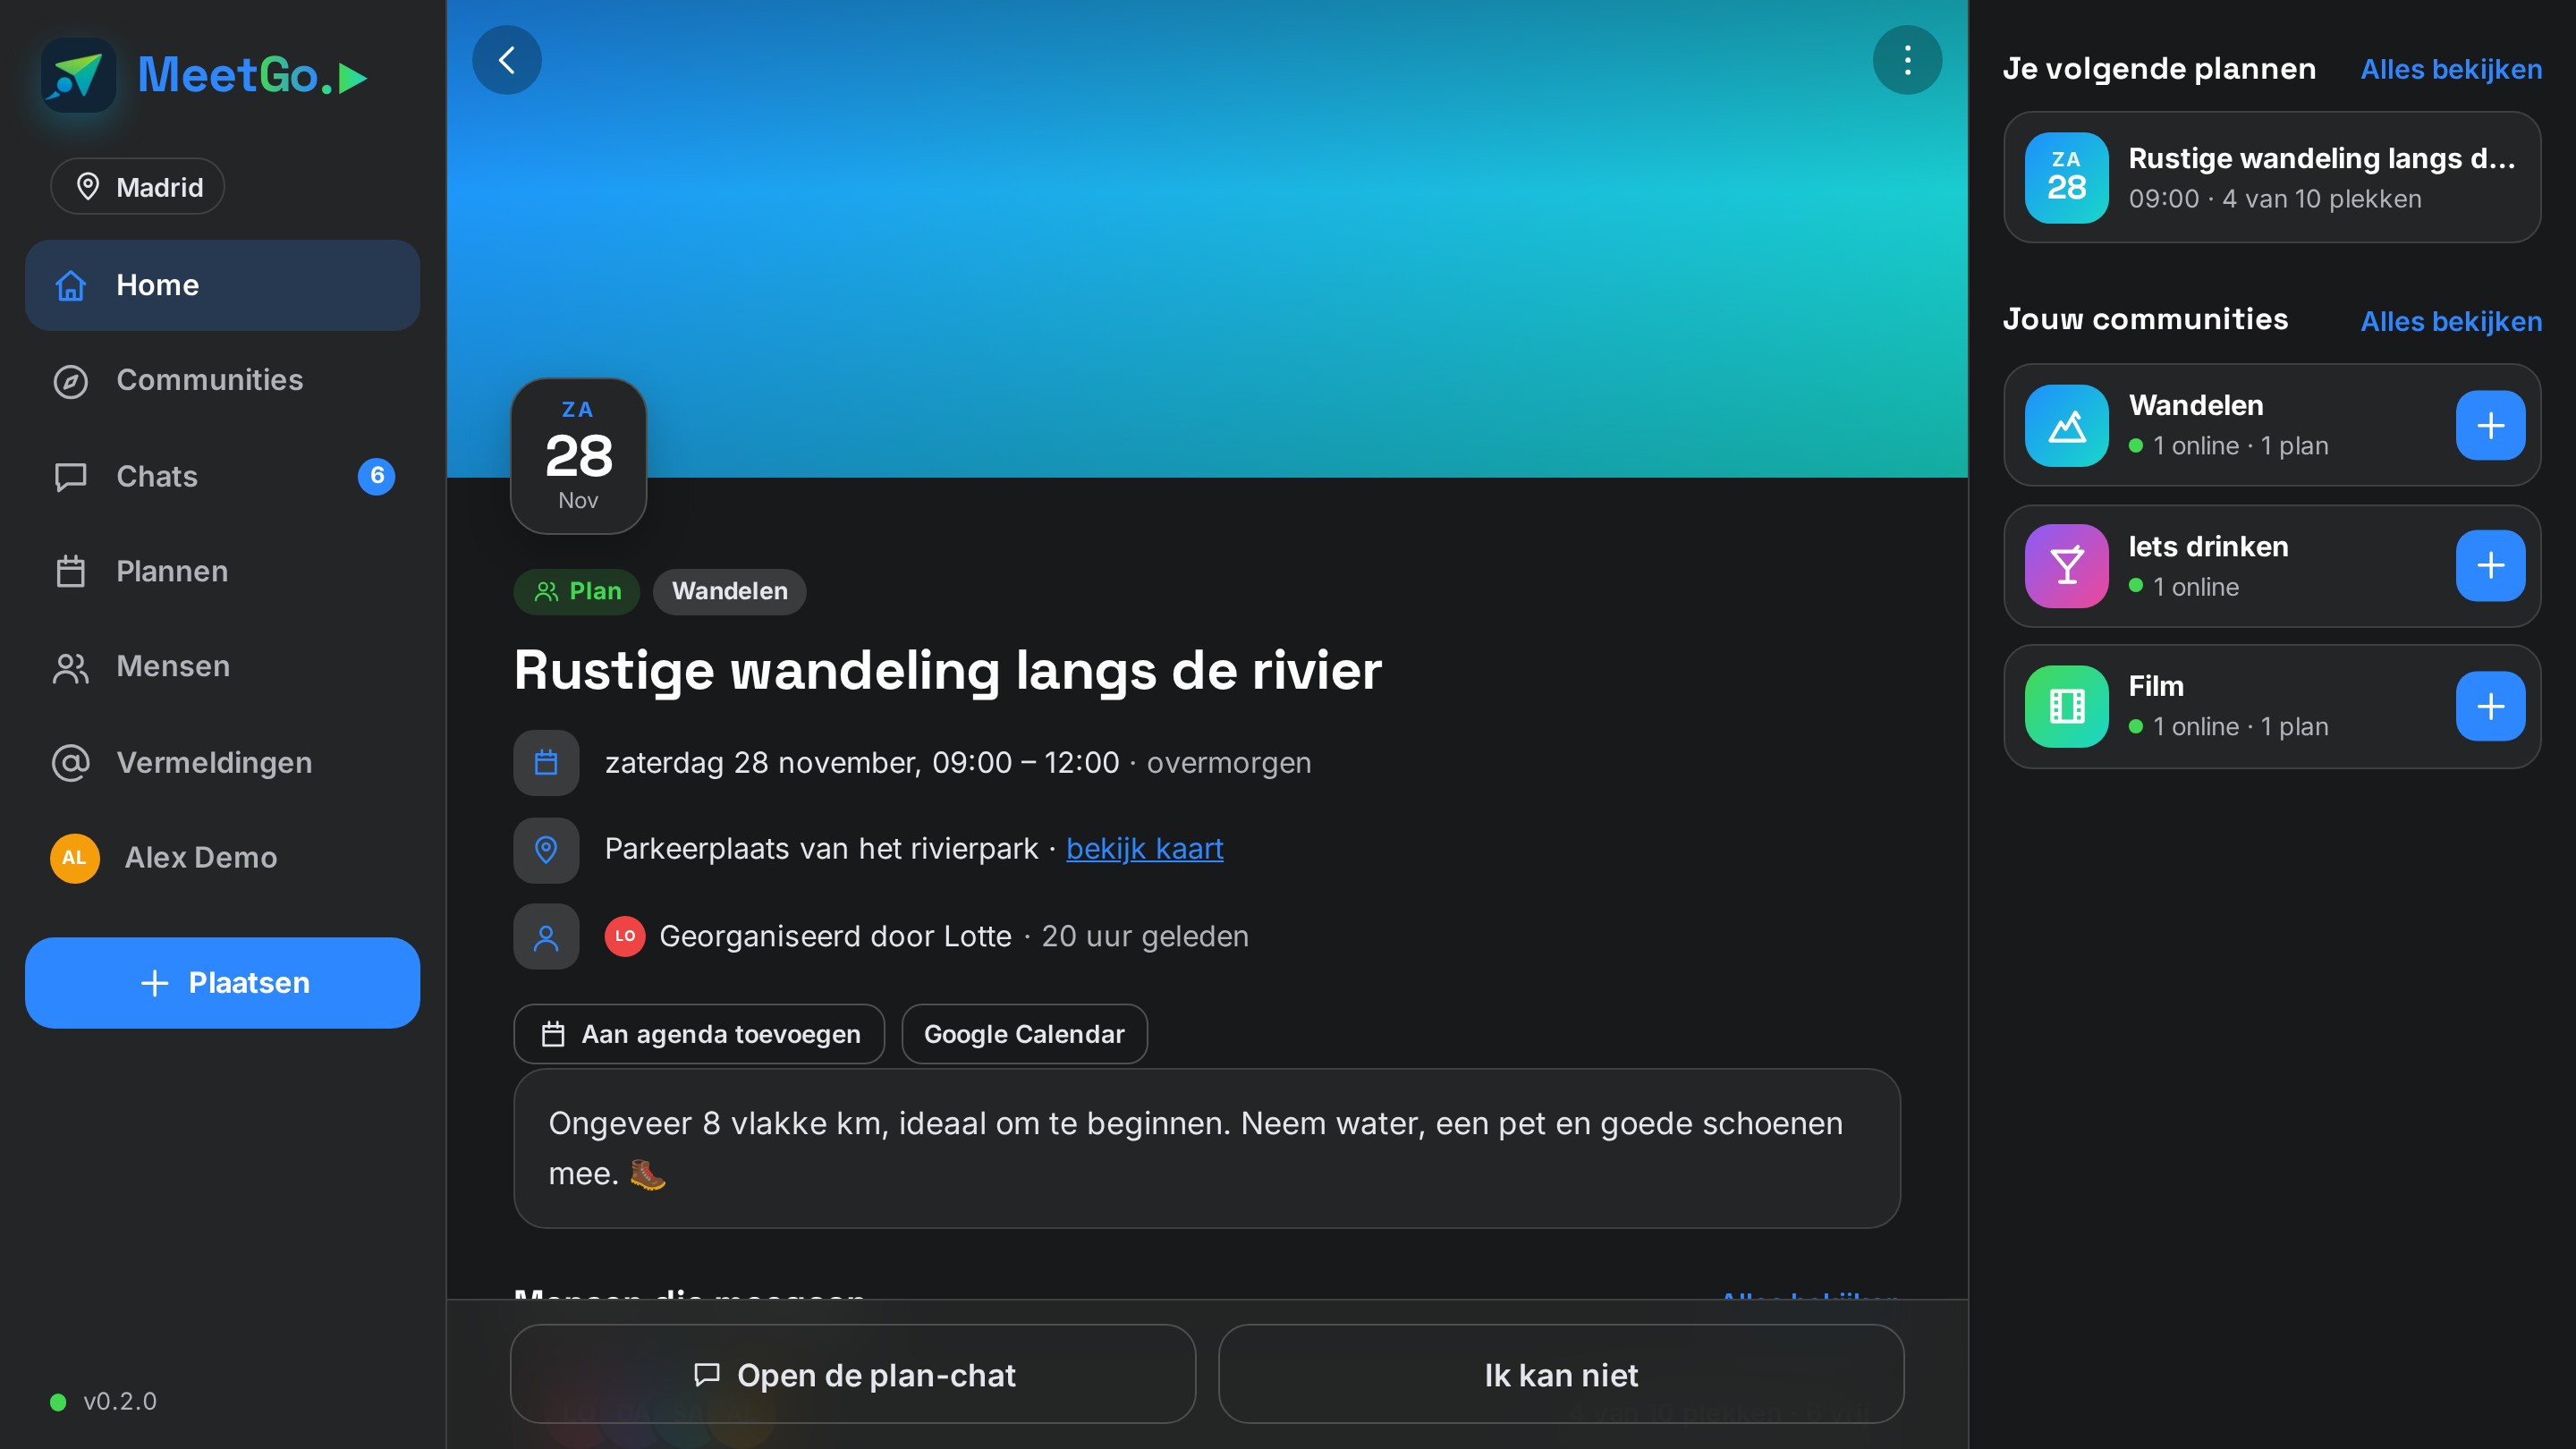 MeetGo.
Madrid
Home
Communities
Chats
6
Plannen
Mensen
Vermeldingen
AL
Alex Demo
Plaatsen
v0.2.0
ZA
28
Nov
Plan
Wandelen
Rustige wandeling langs de rivier
zaterdag 28 november, 09:00 – 12:00 · overmorgen
Parkeerplaats van het rivierpark · bekijk kaart
LO
Georganiseerd door Lotte · 20 uur geleden
Aan agenda toevoegen
Google Calendar
Ongeveer 8 vlakke km, ideaal om te beginnen. Neem water, een pet en goede schoenen
mee. 🥾
Mensen die meegaan
Alles bekijken
Open de plan-chat
Ik kan niet
Je volgende plannen
Alles bekijken
ZA
28
Rustige wandeling langs d...
09:00 · 4 van 10 plekken
Jouw communities
Alles bekijken
Wandelen
1 online · 1 plan
Iets drinken
1 online
Film
1 online · 1 plan